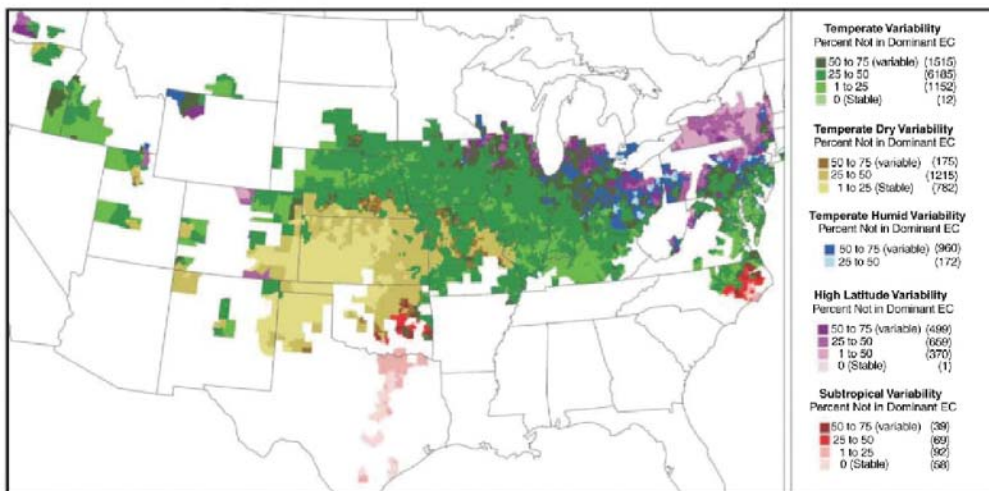 Temperate Variability
Percent Not in Dominant EC
50 to 75 (variable) (1515)
25 to 50 (6185)
1 to 25 (1152)
0 (Stable) (12)
Temperate Dry Variability
Percent Not in Dominant EC
50 to 75 (variable) (175)
25 to 50 (1215)
1 to 25 (Stable) (782)
Temperate Humid Variability
Percent Not in Dominant EC
50 to 75 (variable) (960)
25 to 50 (172)
High Latitude Variability
Percent Not in Dominant EC
50 to 75 (variable) (499)
25 to 50 (659)
1 to 50 (370)
0 (Stable) (1)
Subtropical Variability
Percent Not in Dominant EC
50 to 75 (variable) (39)
25 to 50 (69)
1 to 25 (92)
0 (Stable) (58)